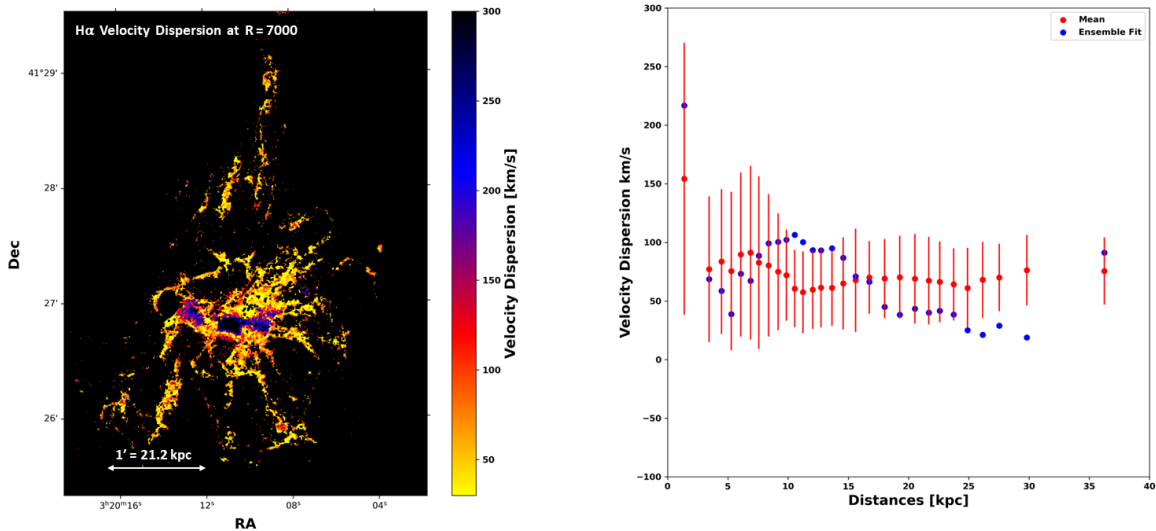 Hα Velocity Dispersion at R = 7000
41°29'
28'
27'
26'
Dec
1' = 21.2 kpc
3ʰ20ᵐ16ˢ
12ˢ
08ˢ
04ˢ
RA
300
250
200
150
100
50
Velocity Dispersion [km/s]
300
250
200
150
100
50
0
−50
−100
Velocity Dispersion km/s
Mean
Ensemble Fit
0
5
10
15
20
25
30
35
40
Distances [kpc]